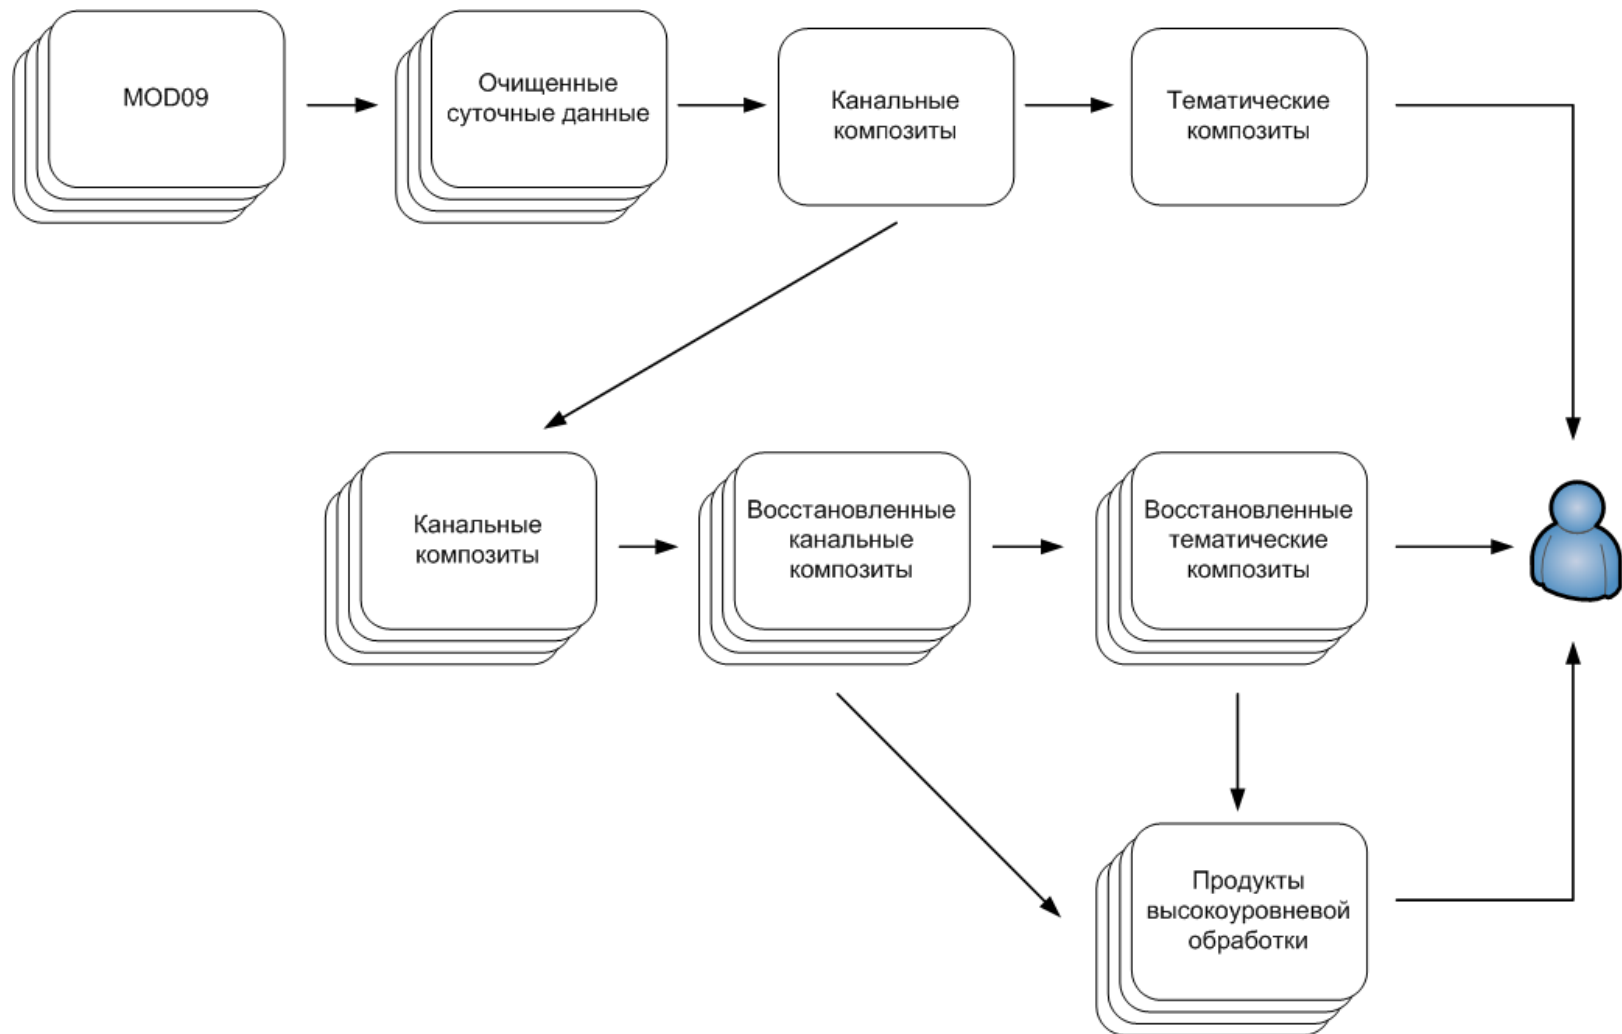 MOD09
Очищенные
суточные данные
Канальные
композиты
Тематические
композиты
Канальные
композиты
Восстановленные
канальные
композиты
Восстановленные
тематические
композиты
Продукты
высокоуровневой
обработки